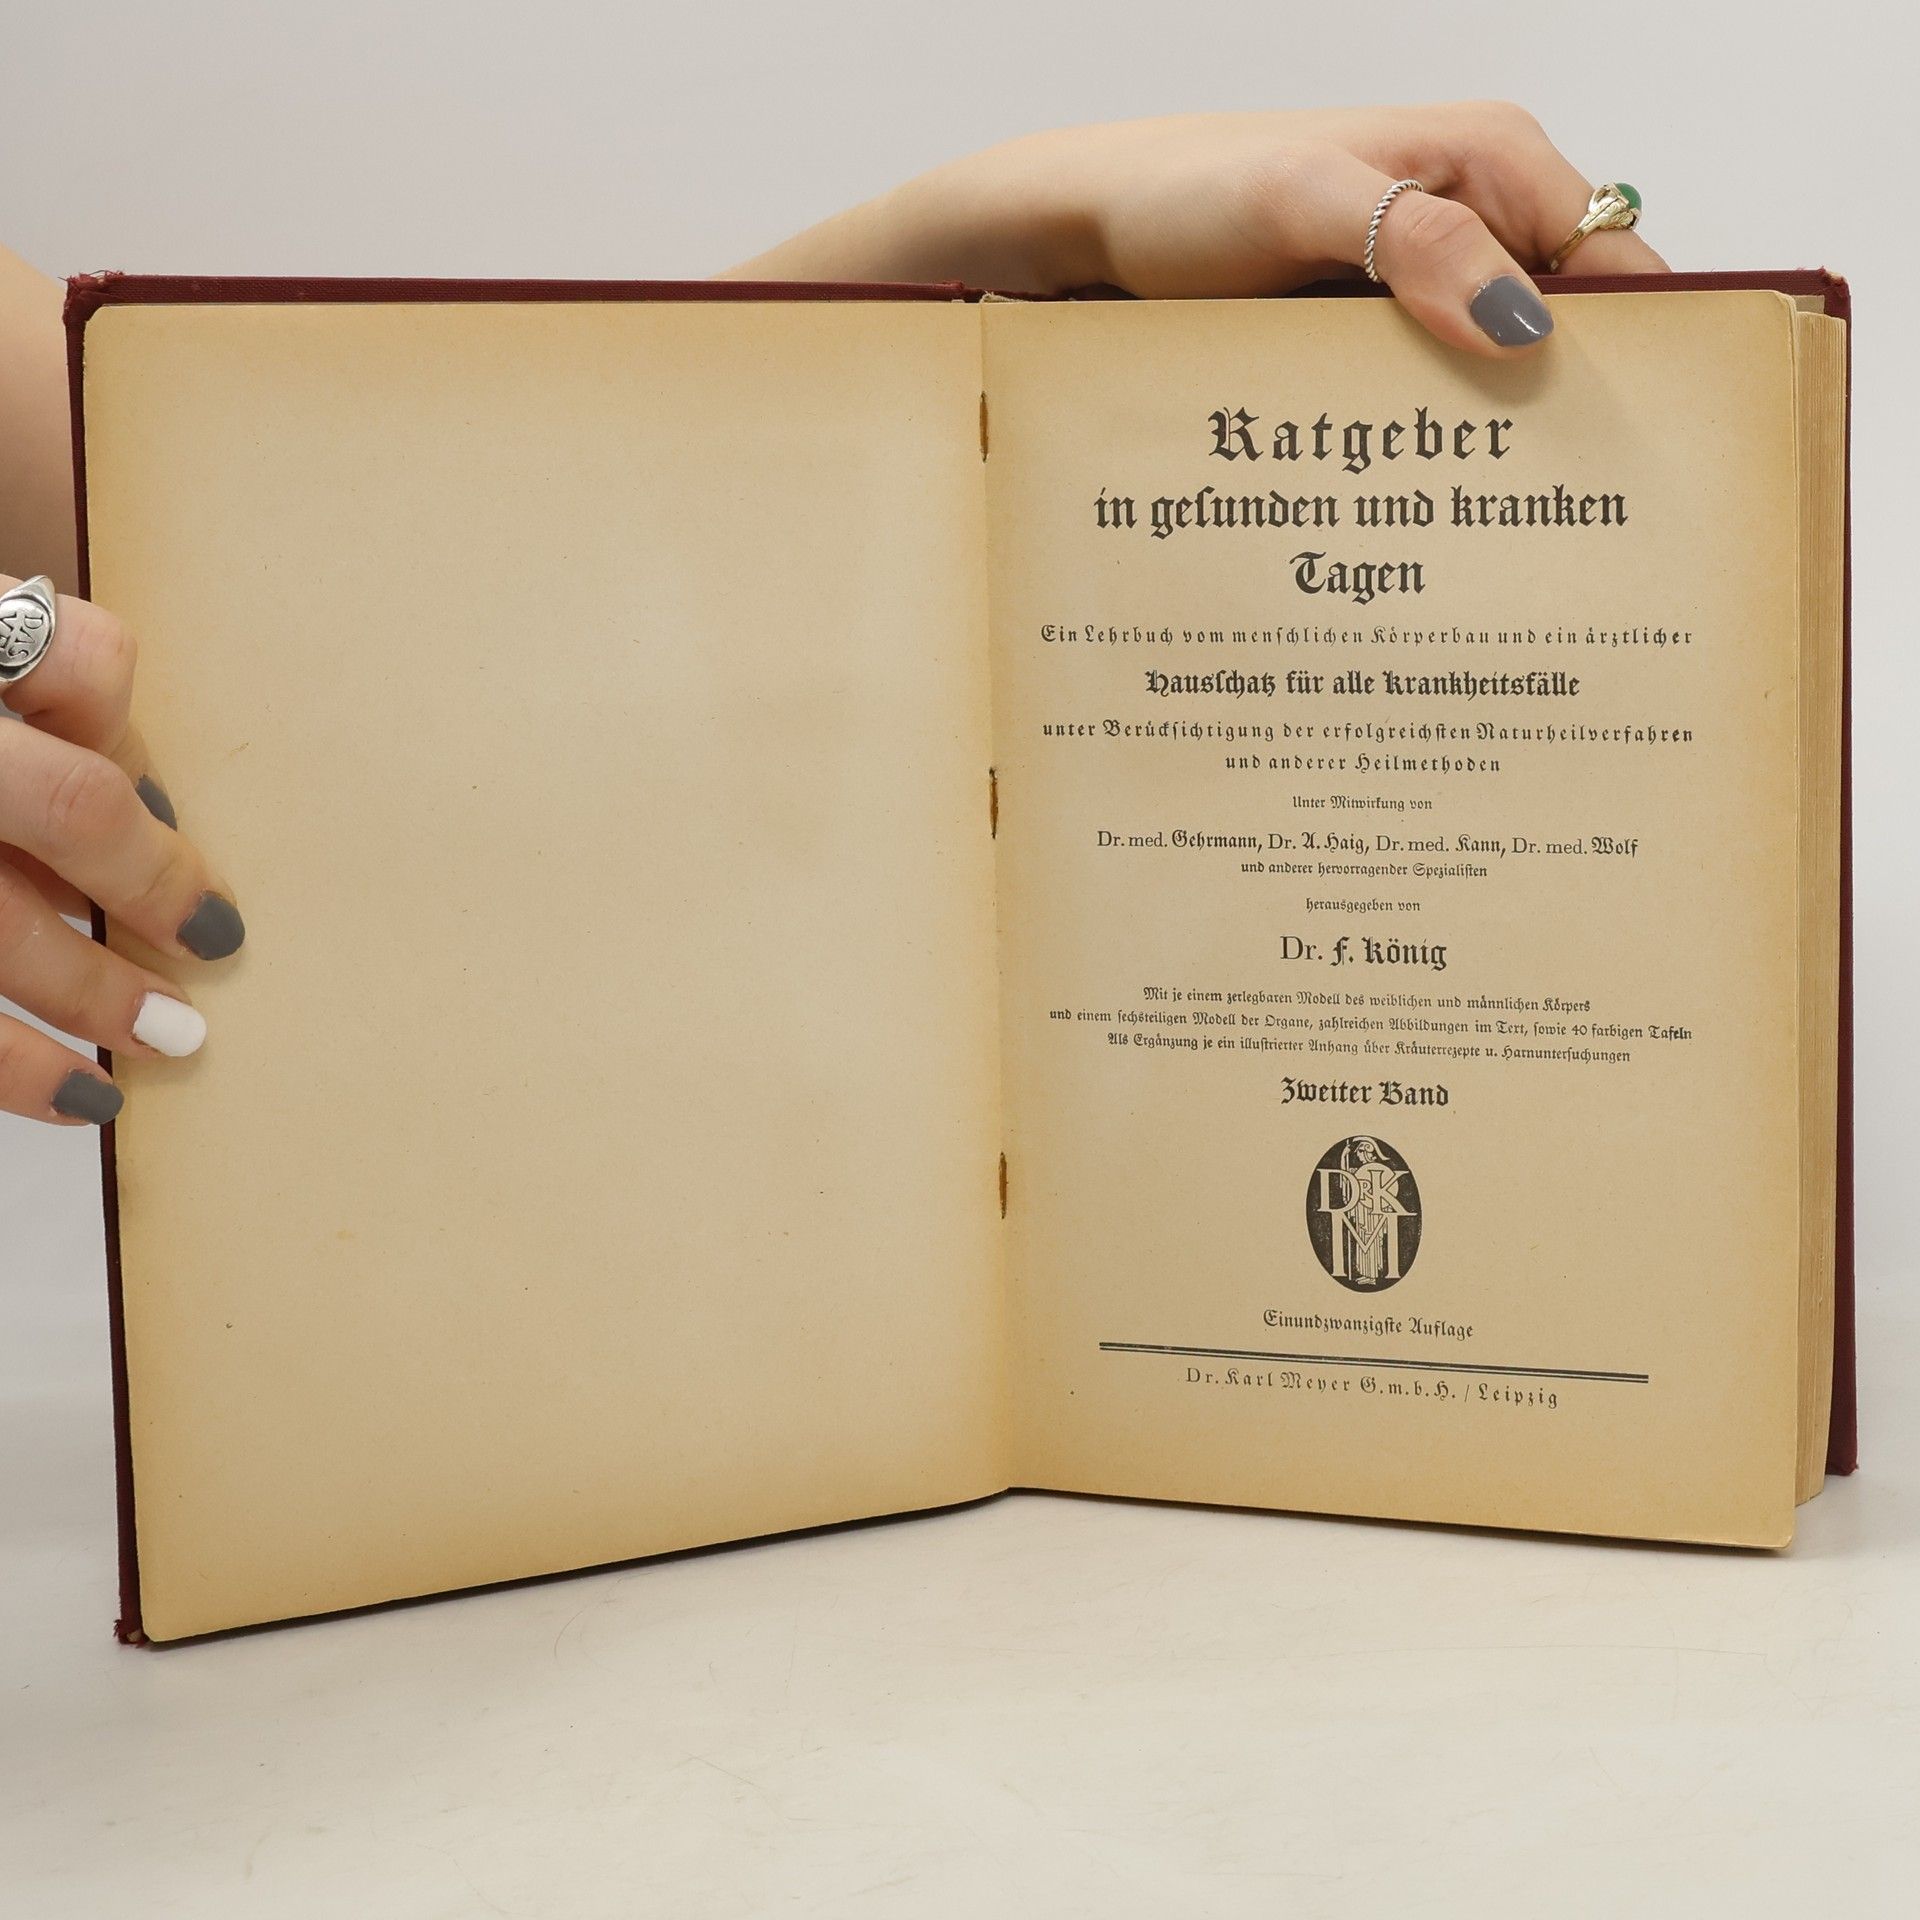 Ratgeber
in geſunden und kranken
Tagen
Ein Lehrbuch vom menſchlichen Körperbau und ein ärztlicher
Hausſchatz für alle Krankheitsfälle
unter Berückſichtigung der erfolgreichſten Naturheilverfahren
und anderer Heilmethoden
Unter Mitwirkung von
Dr. med. Gehrmann, Dr. A. Haig, Dr. med. Kann, Dr. med. Wolf
und anderer hervorragender Spezialiſten
herausgegeben von
Dr. F. König
Mit je einem zerlegbaren Modell des weiblichen und männlichen Körpers
und einem ſechsteiligen Modell der Organe, zahlreichen Abbildungen im Text, ſowie 40 farbigen Tafeln
Als Ergänzung je ein illuſtrierter Anhang über Kräuterrezepte u. Harnunterſuchungen
Zweiter Band
DRK
M
Einundzwanzigſte Auflage
Dr. Karl Meyer G.m.b.H. / Leipzig